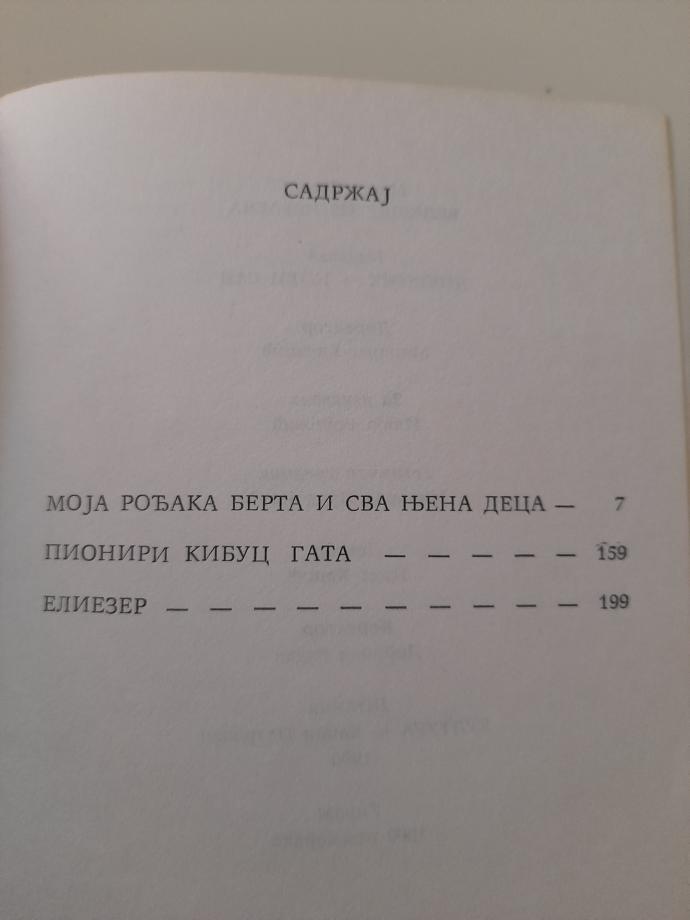 САДРЖАЈ
МОЈА РОЂАКА БЕРТА И СВА ЊЕНА ДЕЦА — 7
ПИОНИРИ КИБУЦ ГАТА — — — — — — — 159
ЕЛИЕЗЕР — — — — — — — — — — 199